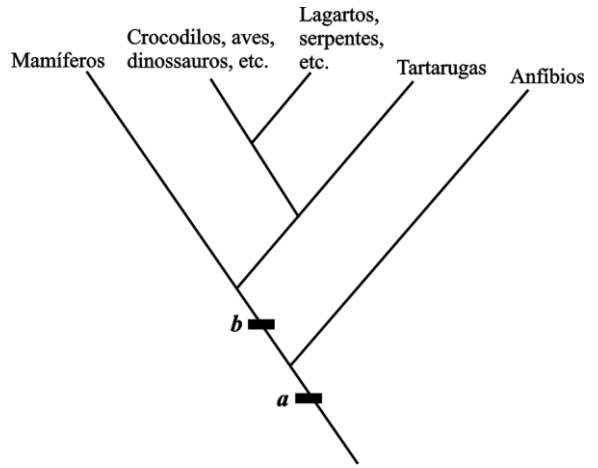 Mamíferos
Crocodilos, aves,
dinossauros, etc.
Lagartos,
serpentes,
etc.
Tartarugas
Anfíbios
b
a